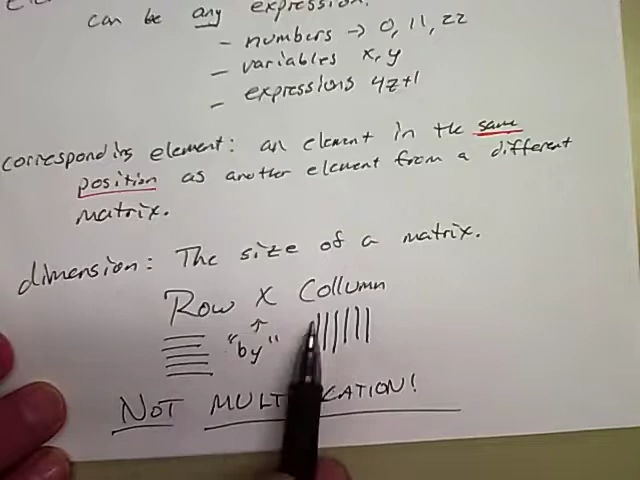 can be any expression.
- numbers → 0, 11, 22
- variables x, y
- expressions 4z+1
corresponding element: an element in the same
position as another element from a different
matrix.
dimension: The size of a matrix.
Row X Collumn
"by"
NOT MULT CATION!